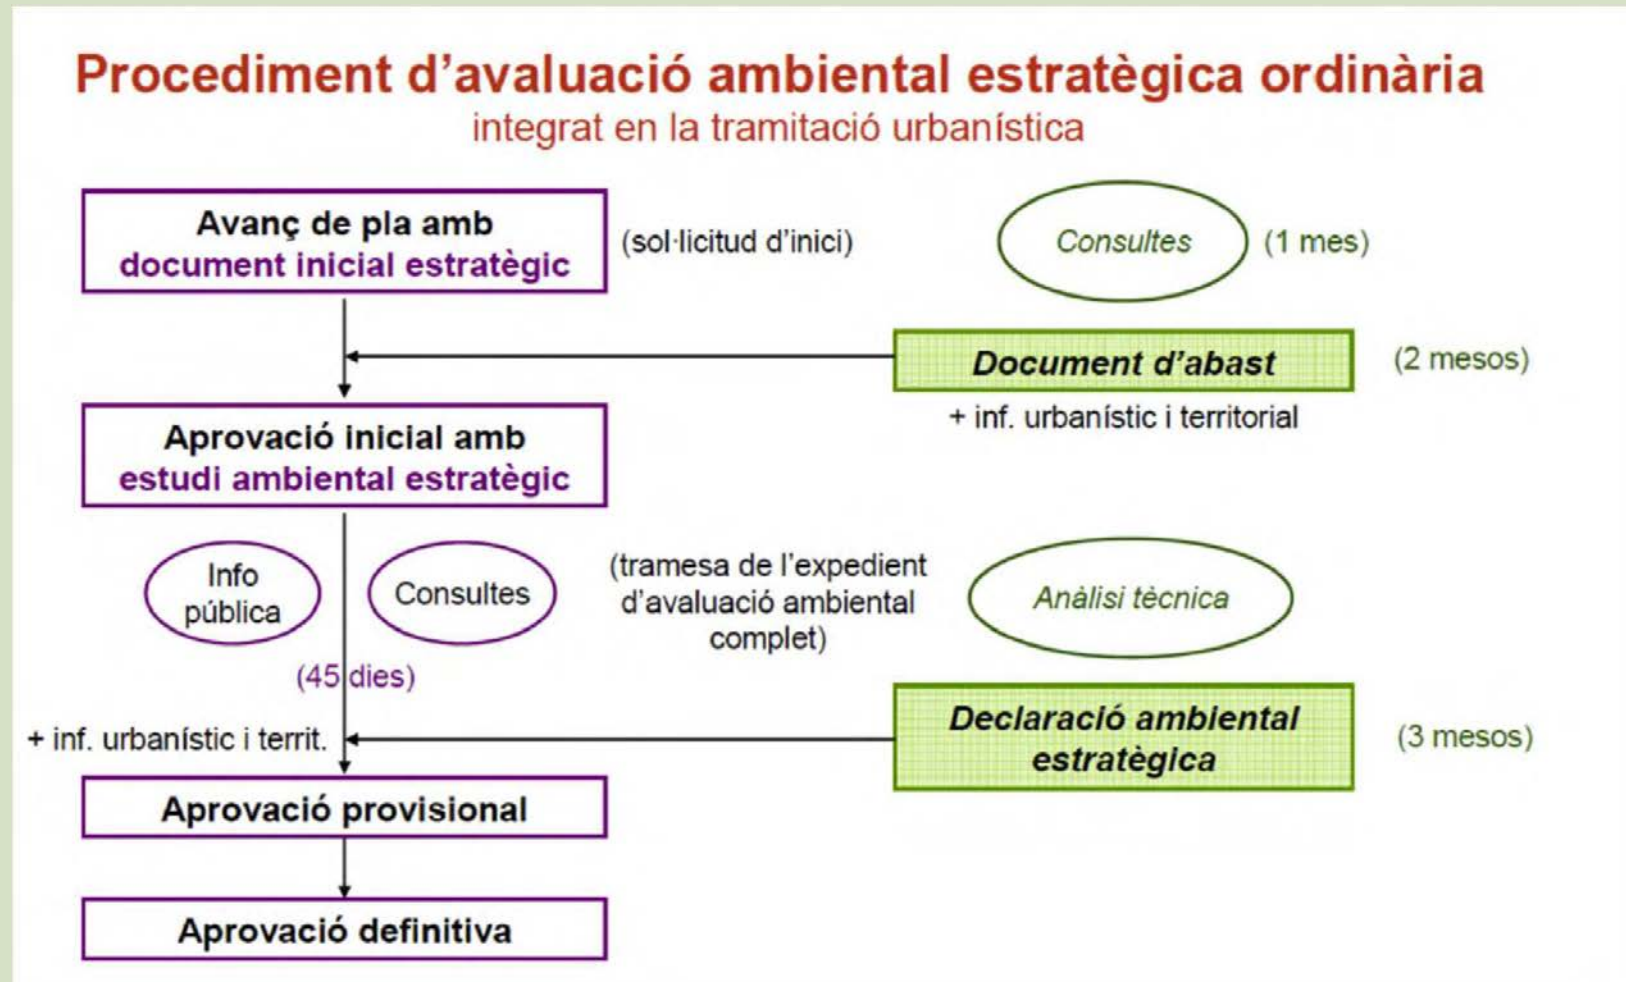 Procediment d'avaluació ambiental estratègica ordinària
integrat en la tramitació urbanística
Avanç de pla amb
document inicial estratègic
(sol·licitud d'inici)
Consultes
(1 mes)
Document d'abast
(2 mesos)
+ inf. urbanístic i territorial
Aprovació inicial amb
estudi ambiental estratègic
Info
pública
Consultes
(45 dies)
(tramesa de l'expedient
d'avaluació ambiental
complet)
Anàlisi tècnica
Declaració ambiental
estratègica
(3 mesos)
+ inf. urbanístic i territ.
Aprovació provisional
Aprovació definitiva